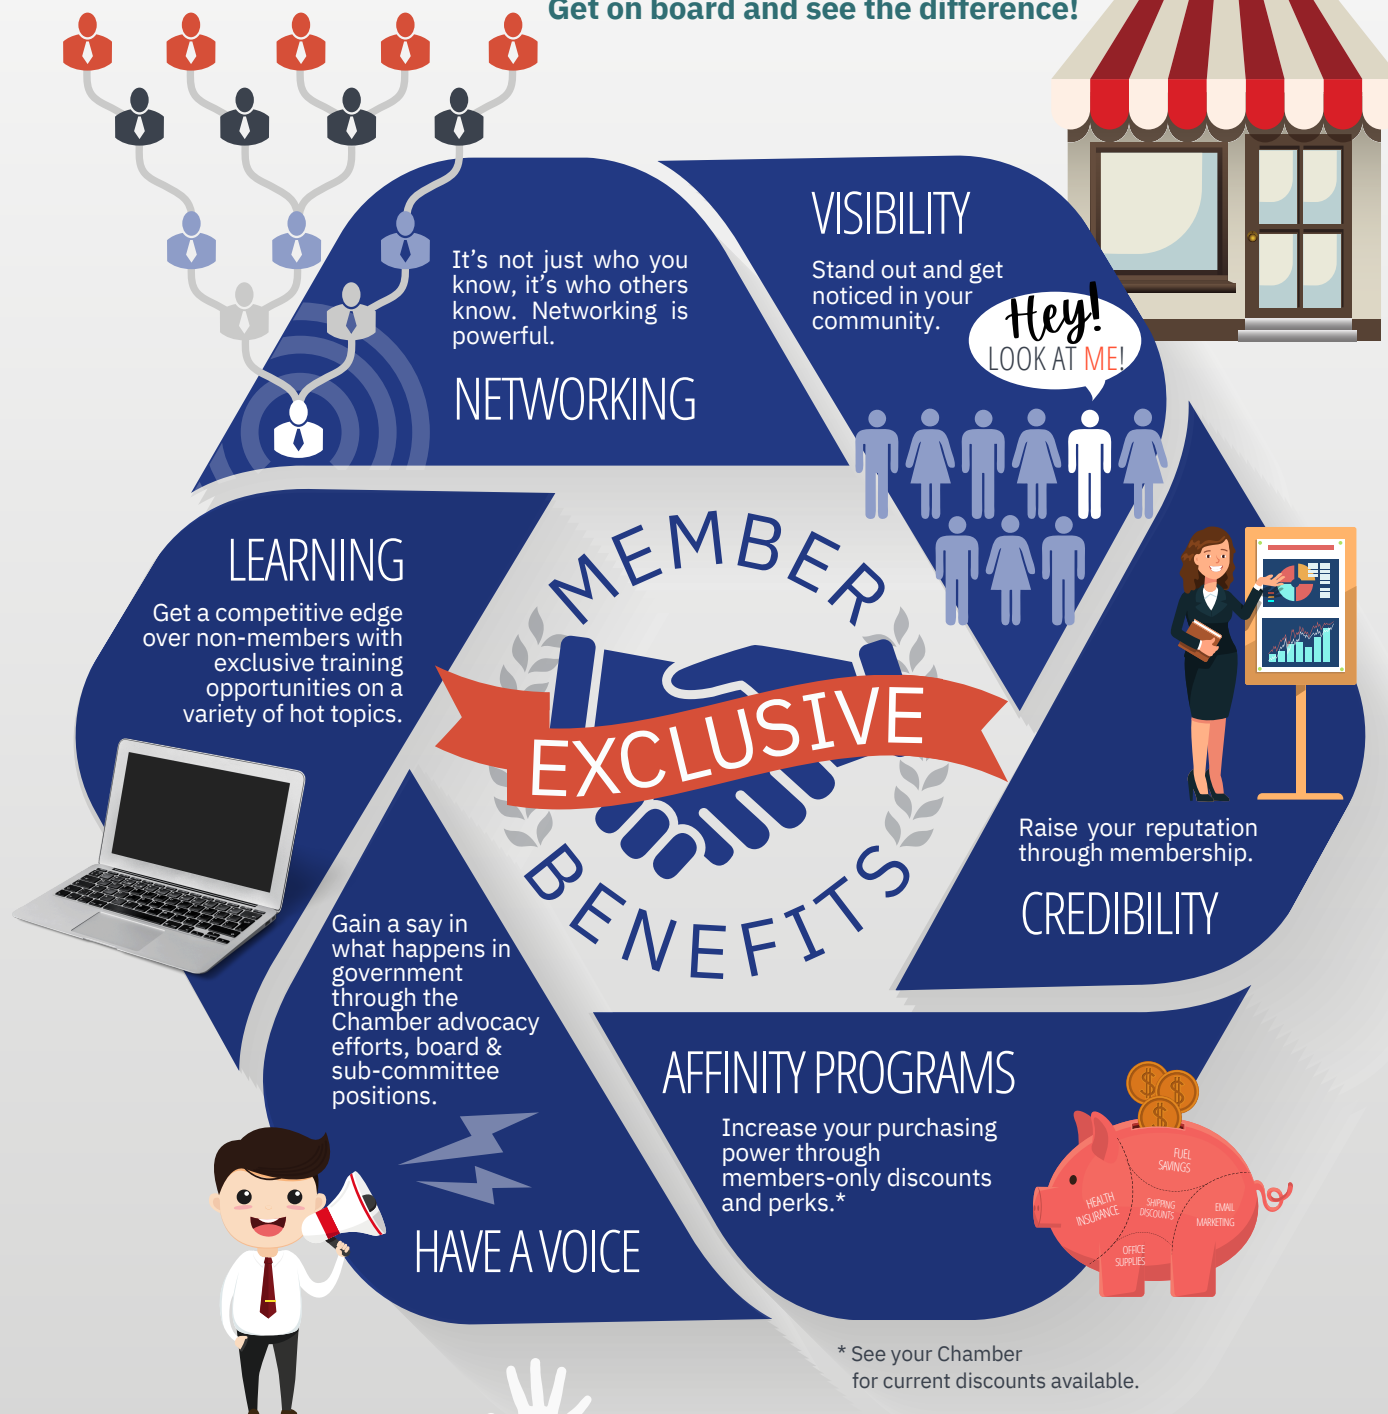 Get on board and see the difference!
It's not just who you
know, it's who others
know. Networking is
powerful.
NETWORKING
VISIBILITY
Stand out and get
noticed in your
community.
Hey!
LOOK AT ME!
LEARNING
Get a competitive edge
over non-members with
exclusive training
opportunities on a
variety of hot topics.
MEMBER
EXCLUSIVE
BENEFITS
Raise your reputation
through membership.
CREDIBILITY
Gain a say in
what happens in
government
through the
Chamber advocacy
efforts, board &
sub-committee
positions.
HAVE A VOICE
AFFINITY PROGRAMS
Increase your purchasing
power through
members-only discounts
and perks.*
FUEL
SAVINGS
HEALTH
INSURANCE
SHIPPING
DISCOUNTS
EMAIL
MARKETING
OFFICE
SUPPLIES
* See your Chamber
for current discounts available.